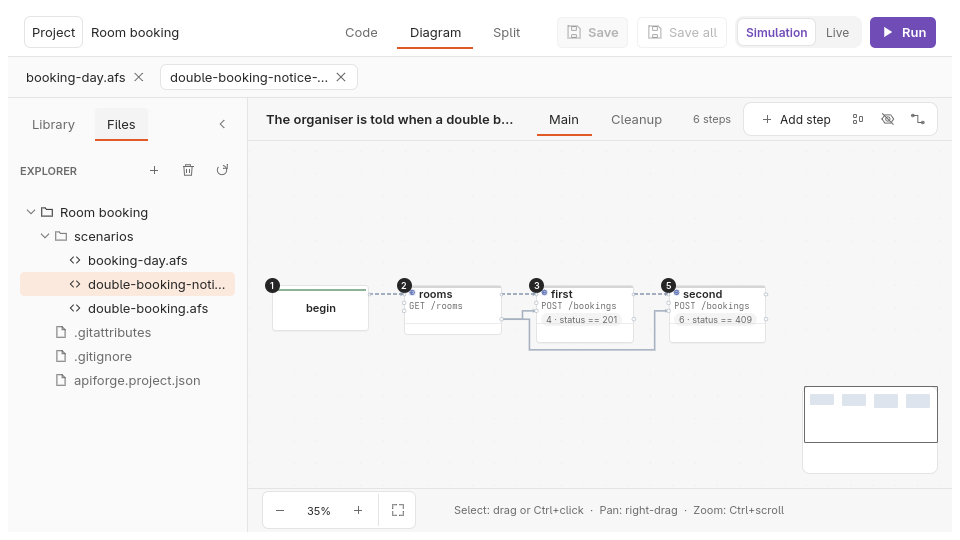 Project
Room booking
Code
Diagram
Split
Save
Save all
Simulation
Live
Run
booking-day.afs
double-booking-notice-...
Library
Files
The organiser is told when a double b...
Main
Cleanup
6 steps
Add step
EXPLORER
Room booking
scenarios
booking-day.afs
double-booking-noti...
double-booking.afs
.gitattributes
.gitignore
apiforge.project.json
1
begin
2
rooms
GET /rooms
3
first
POST /bookings
4 · status == 201
5
second
POST /bookings
6 · status == 409
35%
Select: drag or Ctrl+click · Pan: right-drag · Zoom: Ctrl+scroll